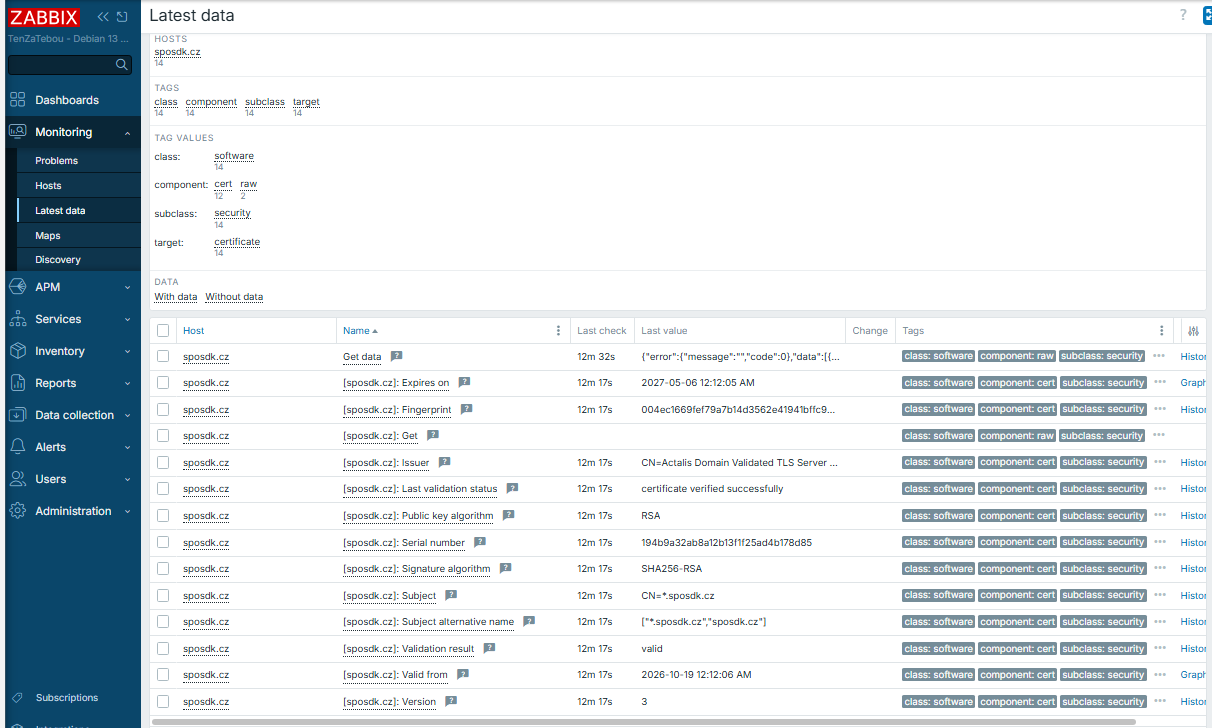 ZABBIX
Latest data
?
TenZaTebou - Debian 13 ...
HOSTS
sposdk.cz
14
TAGS
class component subclass target
14 14 14 14
TAG VALUES
class: software
14
component: cert raw
12 2
subclass: security
14
target: certificate
14
DATA
With data Without data
Dashboards
Monitoring
Problems
Hosts
Latest data
Maps
Discovery
APM
Services
Inventory
Reports
Data collection
Alerts
Users
Administration
Subscriptions
Host Name Last check Last value Change Tags
sposdk.cz Get data ? 12m 32s {"error":{"message":"","code":0},"data":[{... class: software component: raw subclass: security ••• Histor
sposdk.cz [sposdk.cz]: Expires on ? 12m 17s 2027-05-06 12:12:05 AM class: software component: cert subclass: security ••• Graph
sposdk.cz [sposdk.cz]: Fingerprint ? 12m 17s 004ec1669fef79a7b14d3562e41941bffc9... class: software component: cert subclass: security ••• Histor
sposdk.cz [sposdk.cz]: Get ? class: software component: raw subclass: security •••
sposdk.cz [sposdk.cz]: Issuer ? 12m 17s CN=Actalis Domain Validated TLS Server ... class: software component: cert subclass: security ••• Histor
sposdk.cz [sposdk.cz]: Last validation status ? 12m 17s certificate verified successfully class: software component: cert subclass: security ••• Histor
sposdk.cz [sposdk.cz]: Public key algorithm ? 12m 17s RSA class: software component: cert subclass: security ••• Histor
sposdk.cz [sposdk.cz]: Serial number ? 12m 17s 194b9a32ab8a12b13f1f25ad4b178d85 class: software component: cert subclass: security ••• Histor
sposdk.cz [sposdk.cz]: Signature algorithm ? 12m 17s SHA256-RSA class: software component: cert subclass: security ••• Histor
sposdk.cz [sposdk.cz]: Subject ? 12m 17s CN=*.sposdk.cz class: software component: cert subclass: security ••• Histor
sposdk.cz [sposdk.cz]: Subject alternative name ? 12m 17s ["*.sposdk.cz","sposdk.cz"] class: software component: cert subclass: security ••• Histor
sposdk.cz [sposdk.cz]: Validation result ? 12m 17s valid class: software component: cert subclass: security ••• Histor
sposdk.cz [sposdk.cz]: Valid from ? 12m 17s 2026-10-19 12:12:06 AM class: software component: cert subclass: security ••• Graph
sposdk.cz [sposdk.cz]: Version ? 12m 17s 3 class: software component: cert subclass: security ••• Histor